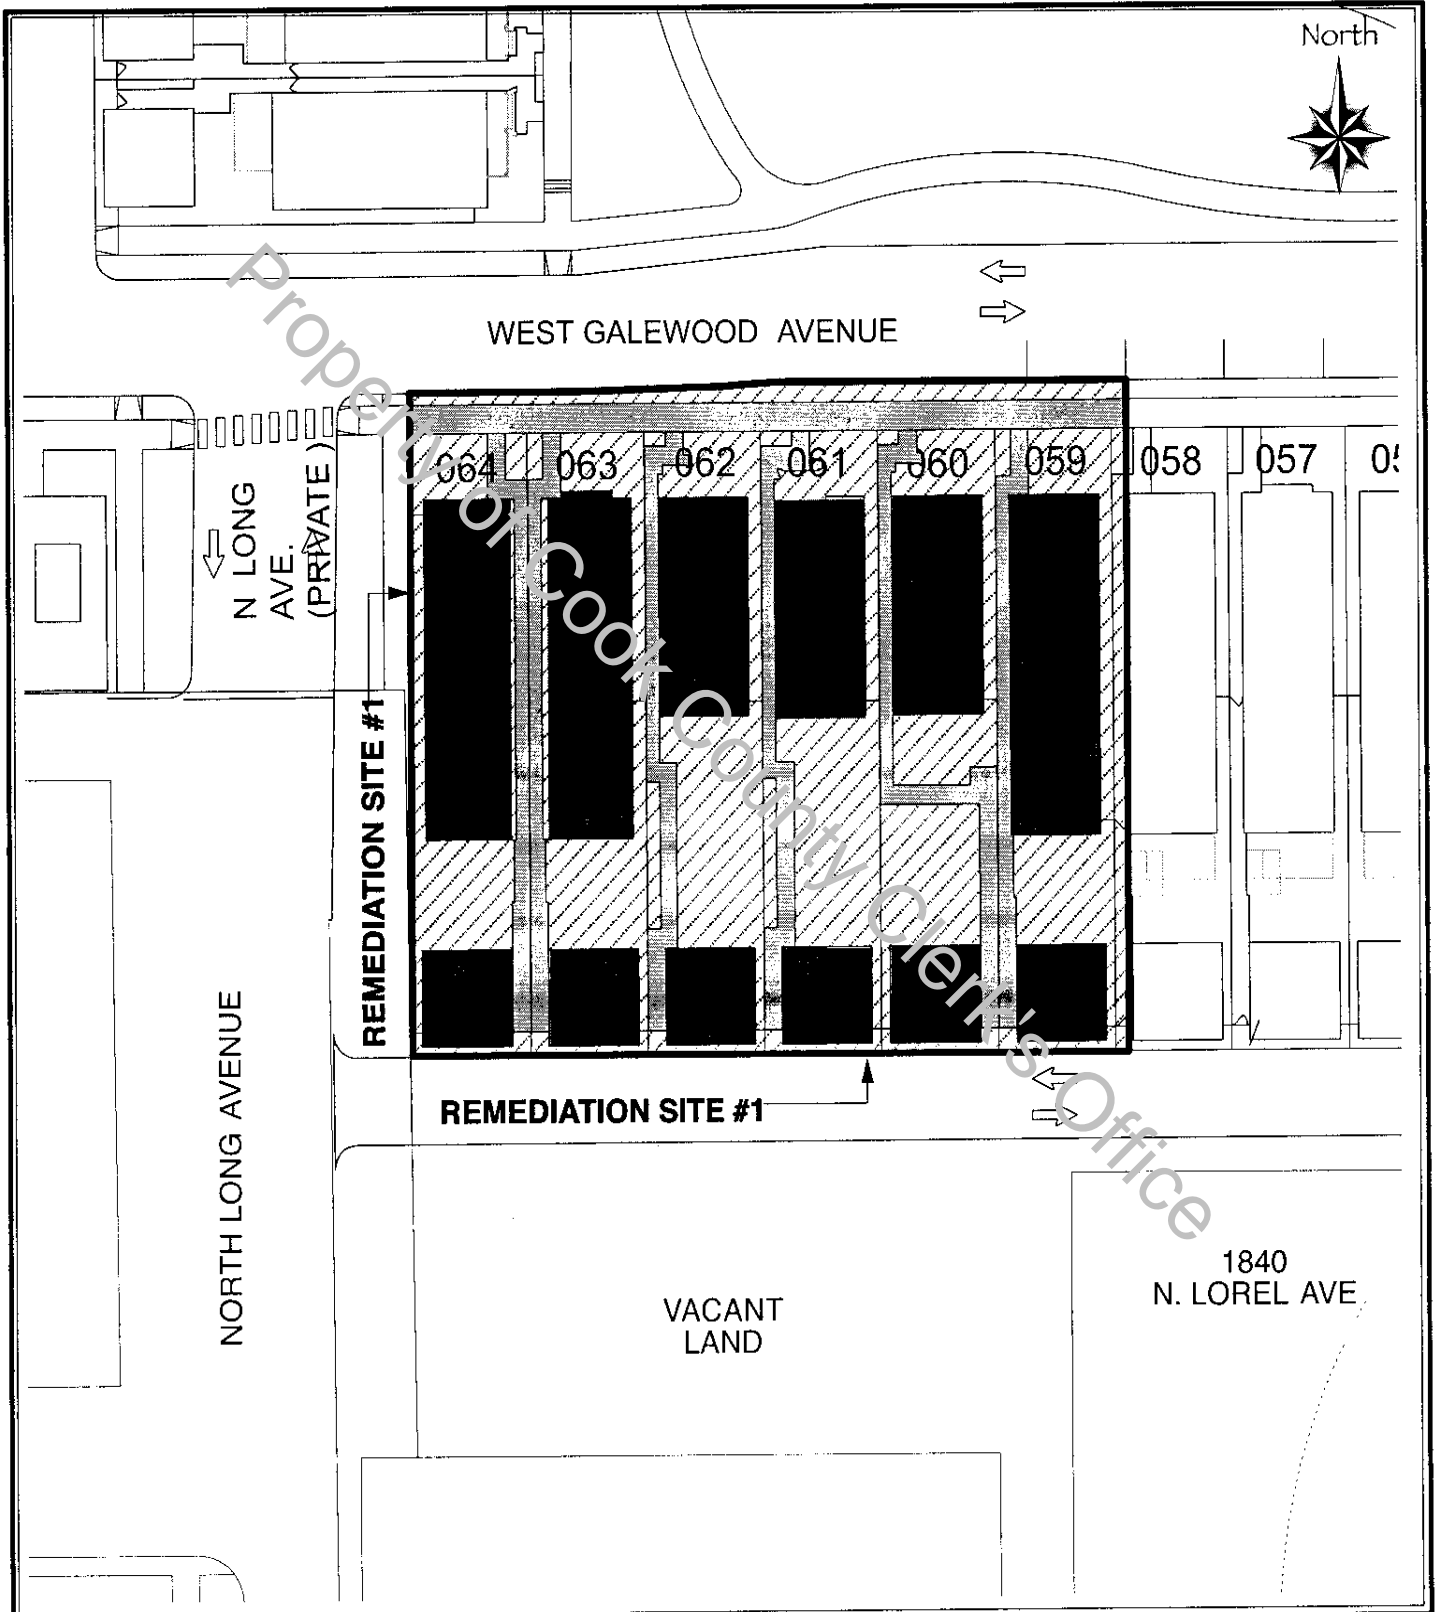 North
WEST GALEWOOD AVENUE
064 063 062 061 060 059 058 057
N LONG
AVE.
(PRIVATE )
REMEDIATION SITE #1
REMEDIATION SITE #1
NORTH LONG AVENUE
VACANT
LAND
1840
N. LOREL AVE
Property of Cook County Clerk's Office